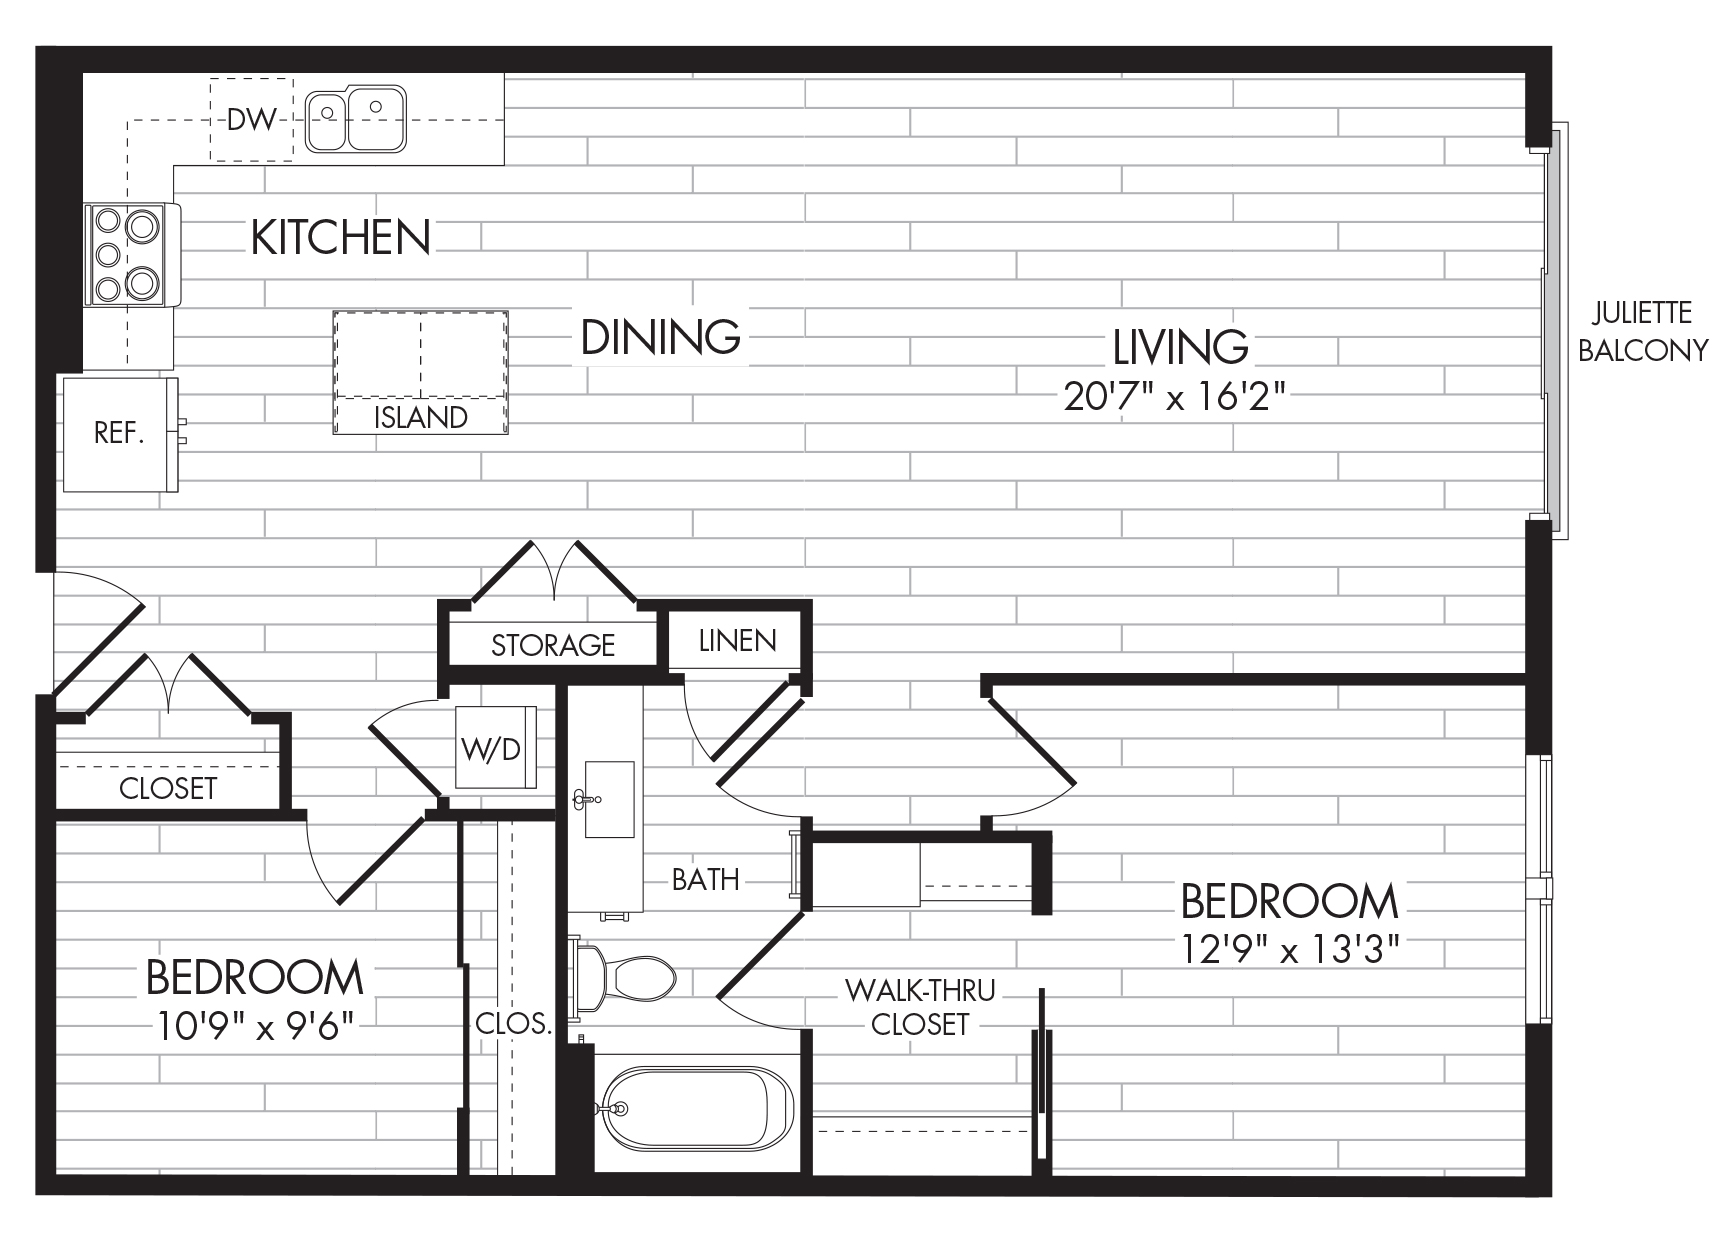 DW
KITCHEN
DINING
LIVING
20'7" x 16'2"
JULIETTE
BALCONY
ISLAND
REF.
STORAGE
LINEN
W/D
CLOSET
BATH
BEDROOM
12'9" x 13'3"
BEDROOM
10'9" x 9'6"
CLOS.
WALK-THRU
CLOSET